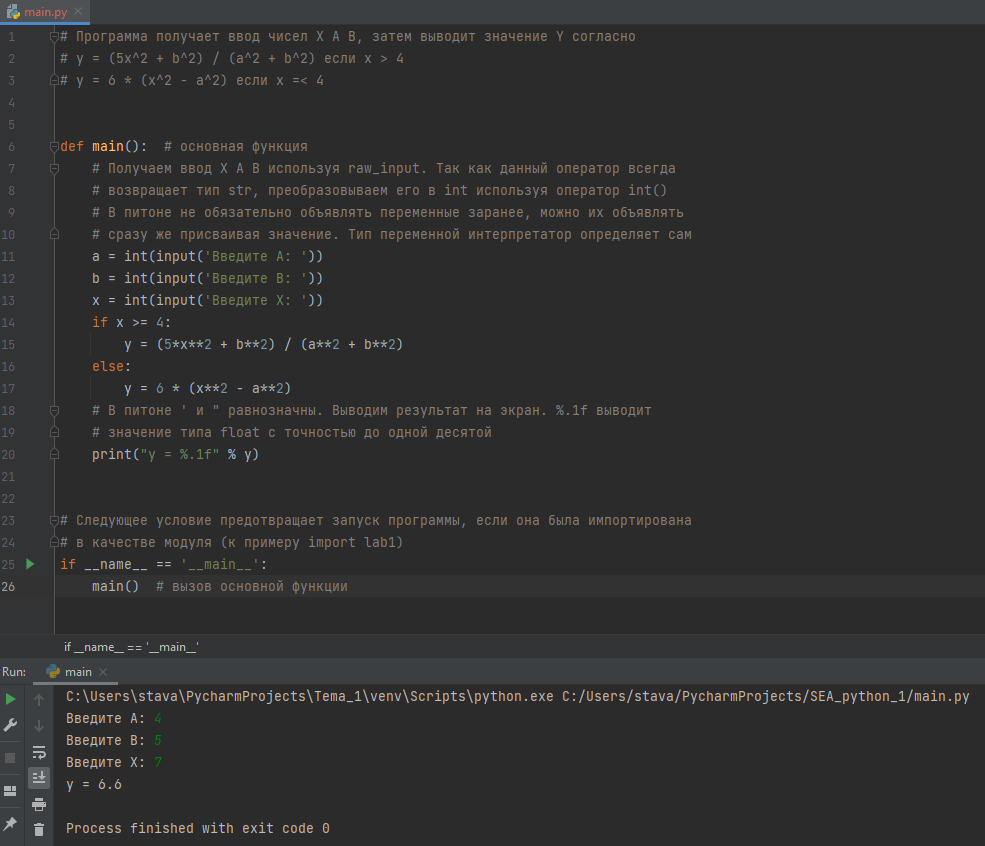 main.py
1 # Программа получает ввод чисел X A B, затем выводит значение Y согласно
2 # y = (5x^2 + b^2) / (a^2 + b^2) если x > 4
3 # y = 6 * (x^2 - a^2) если x =< 4
4
5
6 def main():  # основная функция
7     # Получаем ввод X A B используя raw_input. Так как данный оператор всегда
8     # возвращает тип str, преобразовываем его в int используя оператор int()
9     # В питоне не обязательно объявлять переменные заранее, можно их объявлять
10     # сразу же присваивая значение. Тип переменной интерпретатор определяет сам
11     a = int(input('Введите A: '))
12     b = int(input('Введите B: '))
13     x = int(input('Введите X: '))
14     if x >= 4:
15         y = (5*x**2 + b**2) / (a**2 + b**2)
16     else:
17         y = 6 * (x**2 - a**2)
18     # В питоне ' и " равнозначны. Выводим результат на экран. %.1f выводит
19     # значение типа float с точностью до одной десятой
20     print("y = %.1f" % y)
21
22
23 # Следующее условие предотвращает запуск программы, если она была импортирована
24 # в качестве модуля (к примеру import lab1)
25 if __name__ == '__main__':
26     main()  # вызов основной функции
if __name__ == '__main__'
Run: main
C:\Users\stava\PycharmProjects\Tema_1\venv\Scripts\python.exe C:/Users/stava/PycharmProjects/SEA_python_1/main.py
Введите A: 4
Введите B: 5
Введите X: 7
y = 6.6
Process finished with exit code 0